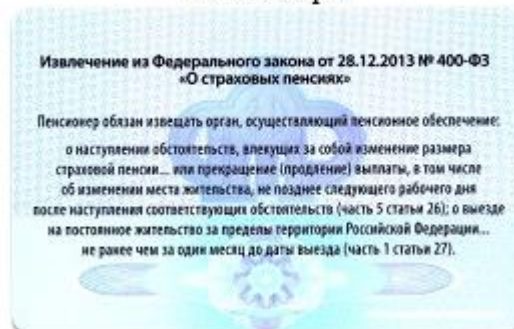 Извлечение из Федерального закона от 28.12.2013 № 400-ФЗ
«О страховых пенсиях»
Пенсионер обязан извещать орган, осуществляющий пенсионное обеспечение:
о наступлении обстоятельств, влекущих за собой изменение размера
страховой пенсии... или прекращение (продление) выплаты, в том числе
об изменении места жительства, не позднее следующего рабочего дня
после наступления соответствующих обстоятельств (часть 5 статьи 26); о выезде
на постоянное жительство за пределы территории Российской Федерации...
не ранее чем за один месяц до даты выезда (часть 1 статьи 27).